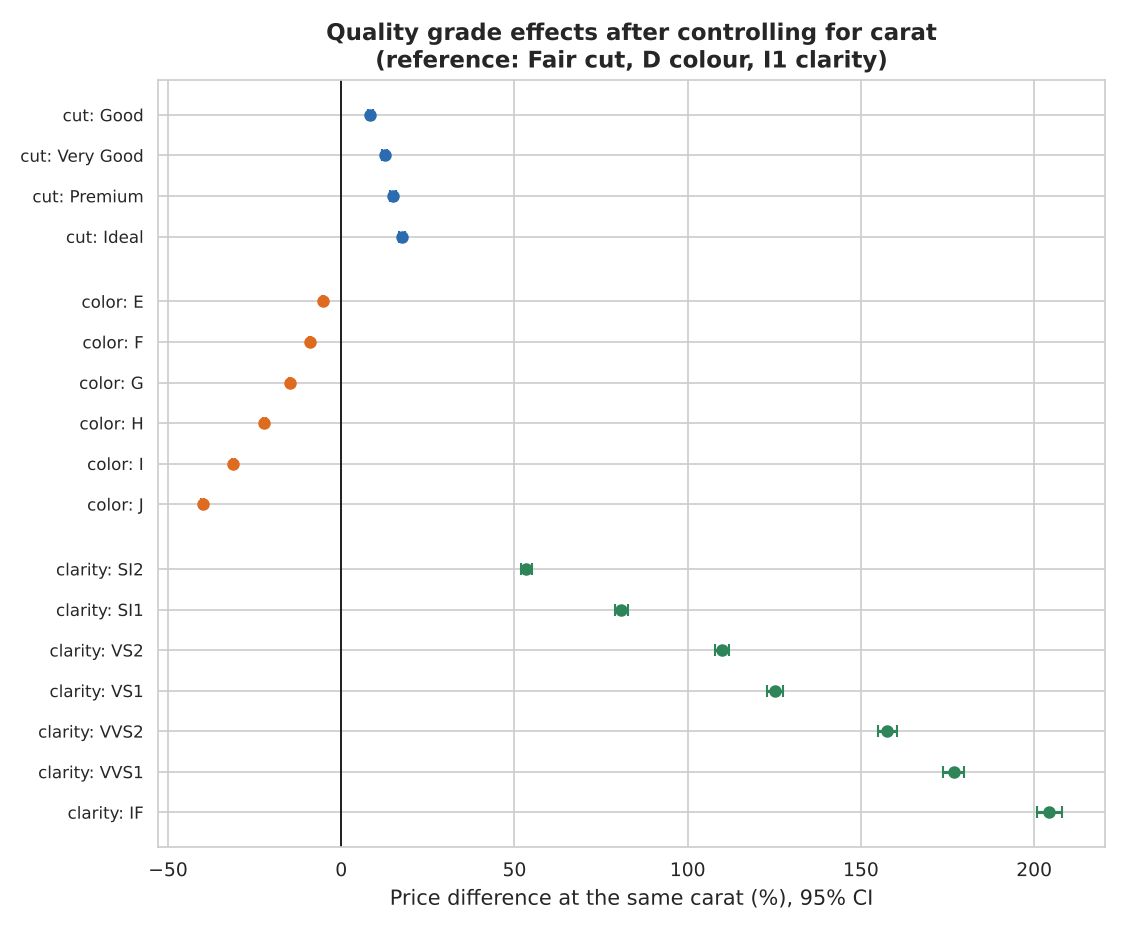 Quality grade effects after controlling for carat
(reference: Fair cut, D colour, I1 clarity)
cut: Good
cut: Very Good
cut: Premium
cut: Ideal
color: E
color: F
color: G
color: H
color: I
color: J
clarity: SI2
clarity: SI1
clarity: VS2
clarity: VS1
clarity: VVS2
clarity: VVS1
clarity: IF
−50 0 50 100 150 200
Price difference at the same carat (%), 95% CI